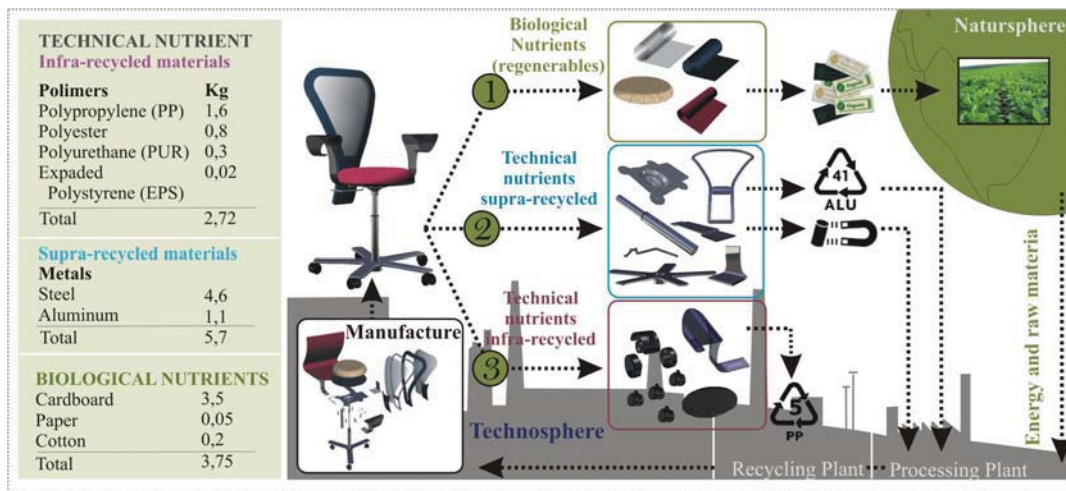 TECHNICAL NUTRIENT
Infra-recycled materials
Polimers Kg
Polypropylene (PP) 1,6
Polyester 0,8
Polyurethane (PUR) 0,3
Expaded 0,02
Polystyrene (EPS)
Total 2,72
Supra-recycled materials
Metals
Steel 4,6
Aluminum 1,1
Total 5,7
BIOLOGICAL NUTRIENTS
Cardboard 3,5
Paper 0,05
Cotton 0,2
Total 3,75
Manufacture
1
Biological
Nutrients
(regenerables)
2
Technical
nutrients
supra-recycled
3
Technical
nutrients
infra-recycled
Organic
Organic
41
ALU
5
PP
Natursphere
Energy and raw materia
Technosphere
Recycling Plant
Processing Plant